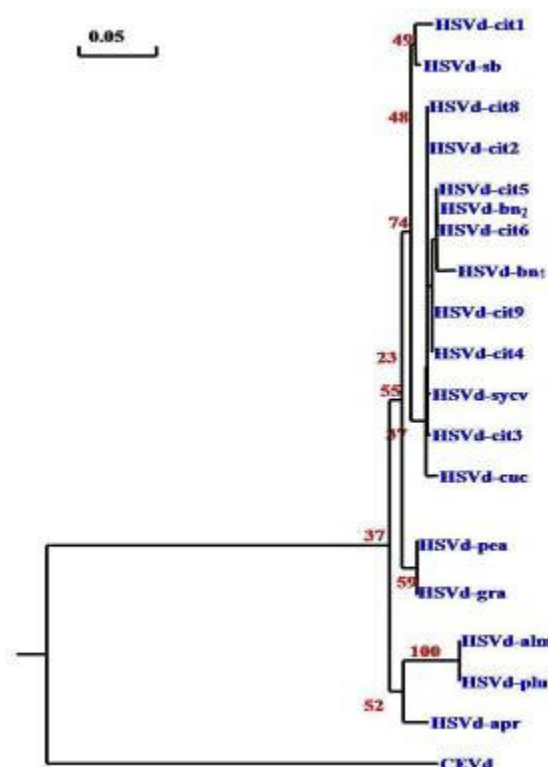 HSVd-cit1
0.05
49
HSVd-sb
HSVd-cit8
48
HSVd-cit2
HSVd-cit5
HSVd-bn₂
74
HSVd-cit6
HSVd-bn₁
HSVd-cit9
HSVd-cit4
23
55
HSVd-sycv
37
HSVd-cit3
HSVd-cuc
37
HSVd-pea
59
HSVd-gra
HSVd-alm
100
HSVd-plu
52
HSVd-apr
CEVd